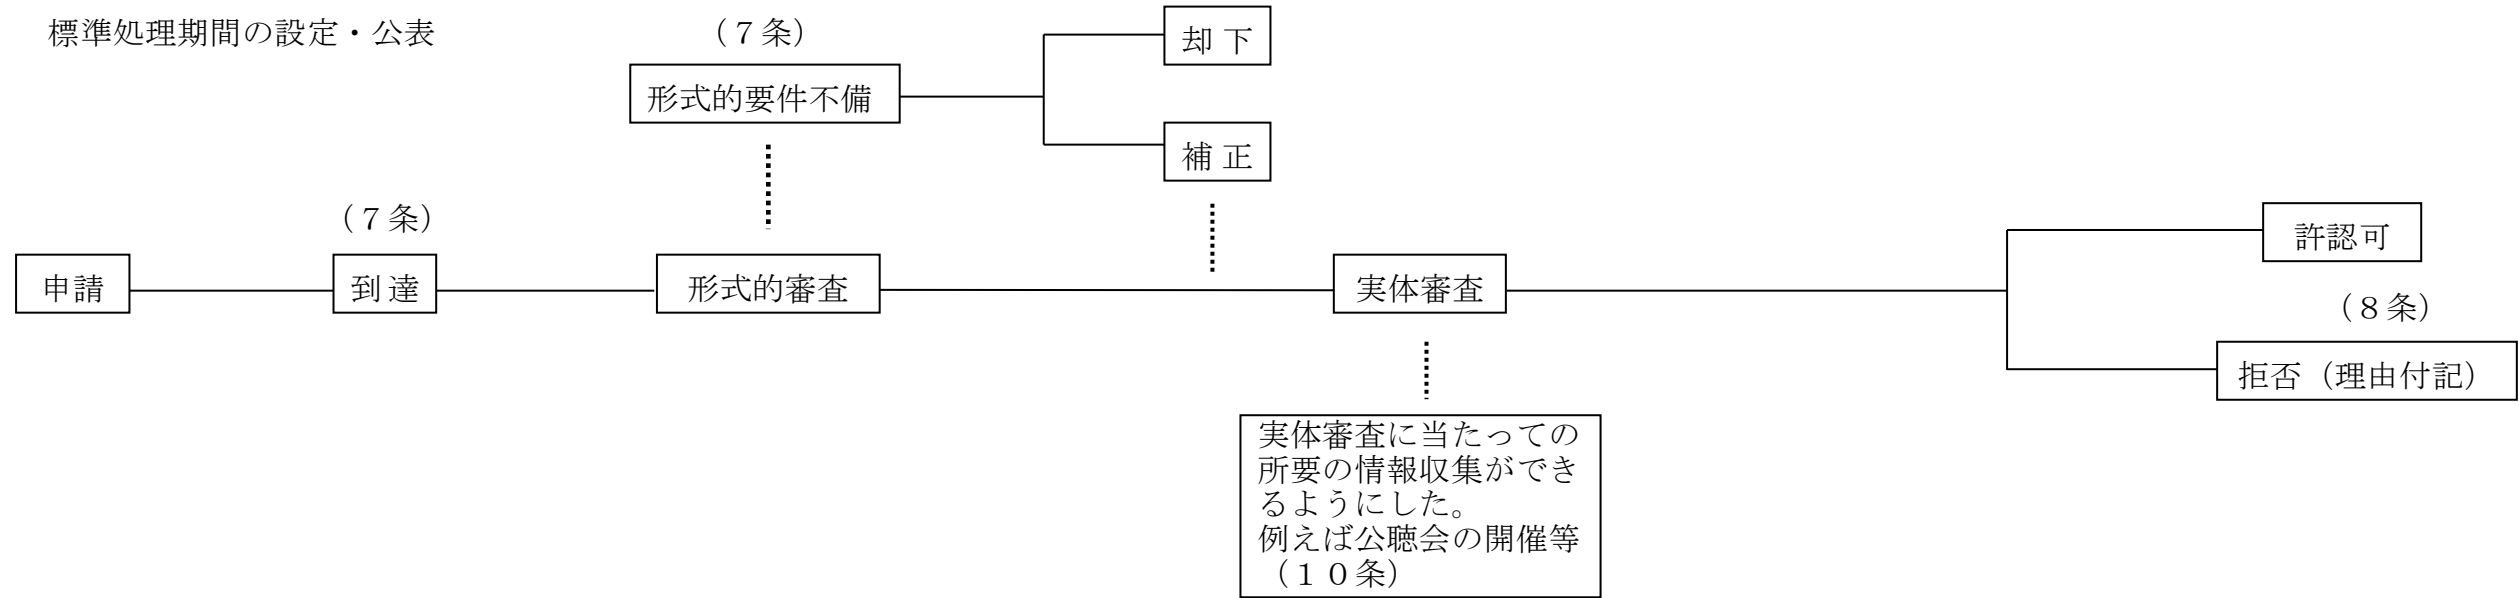 標準処理期間の設定・公表
（７条）
却 下
形式的要件不備
補 正
（７条）
申請
到 達
形式的審査
実体審査
許認可
（８条）
拒否（理由付記）
実体審査に当たっての
所要の情報収集ができ
るようにした。
例えば公聴会の開催等
（１０条）